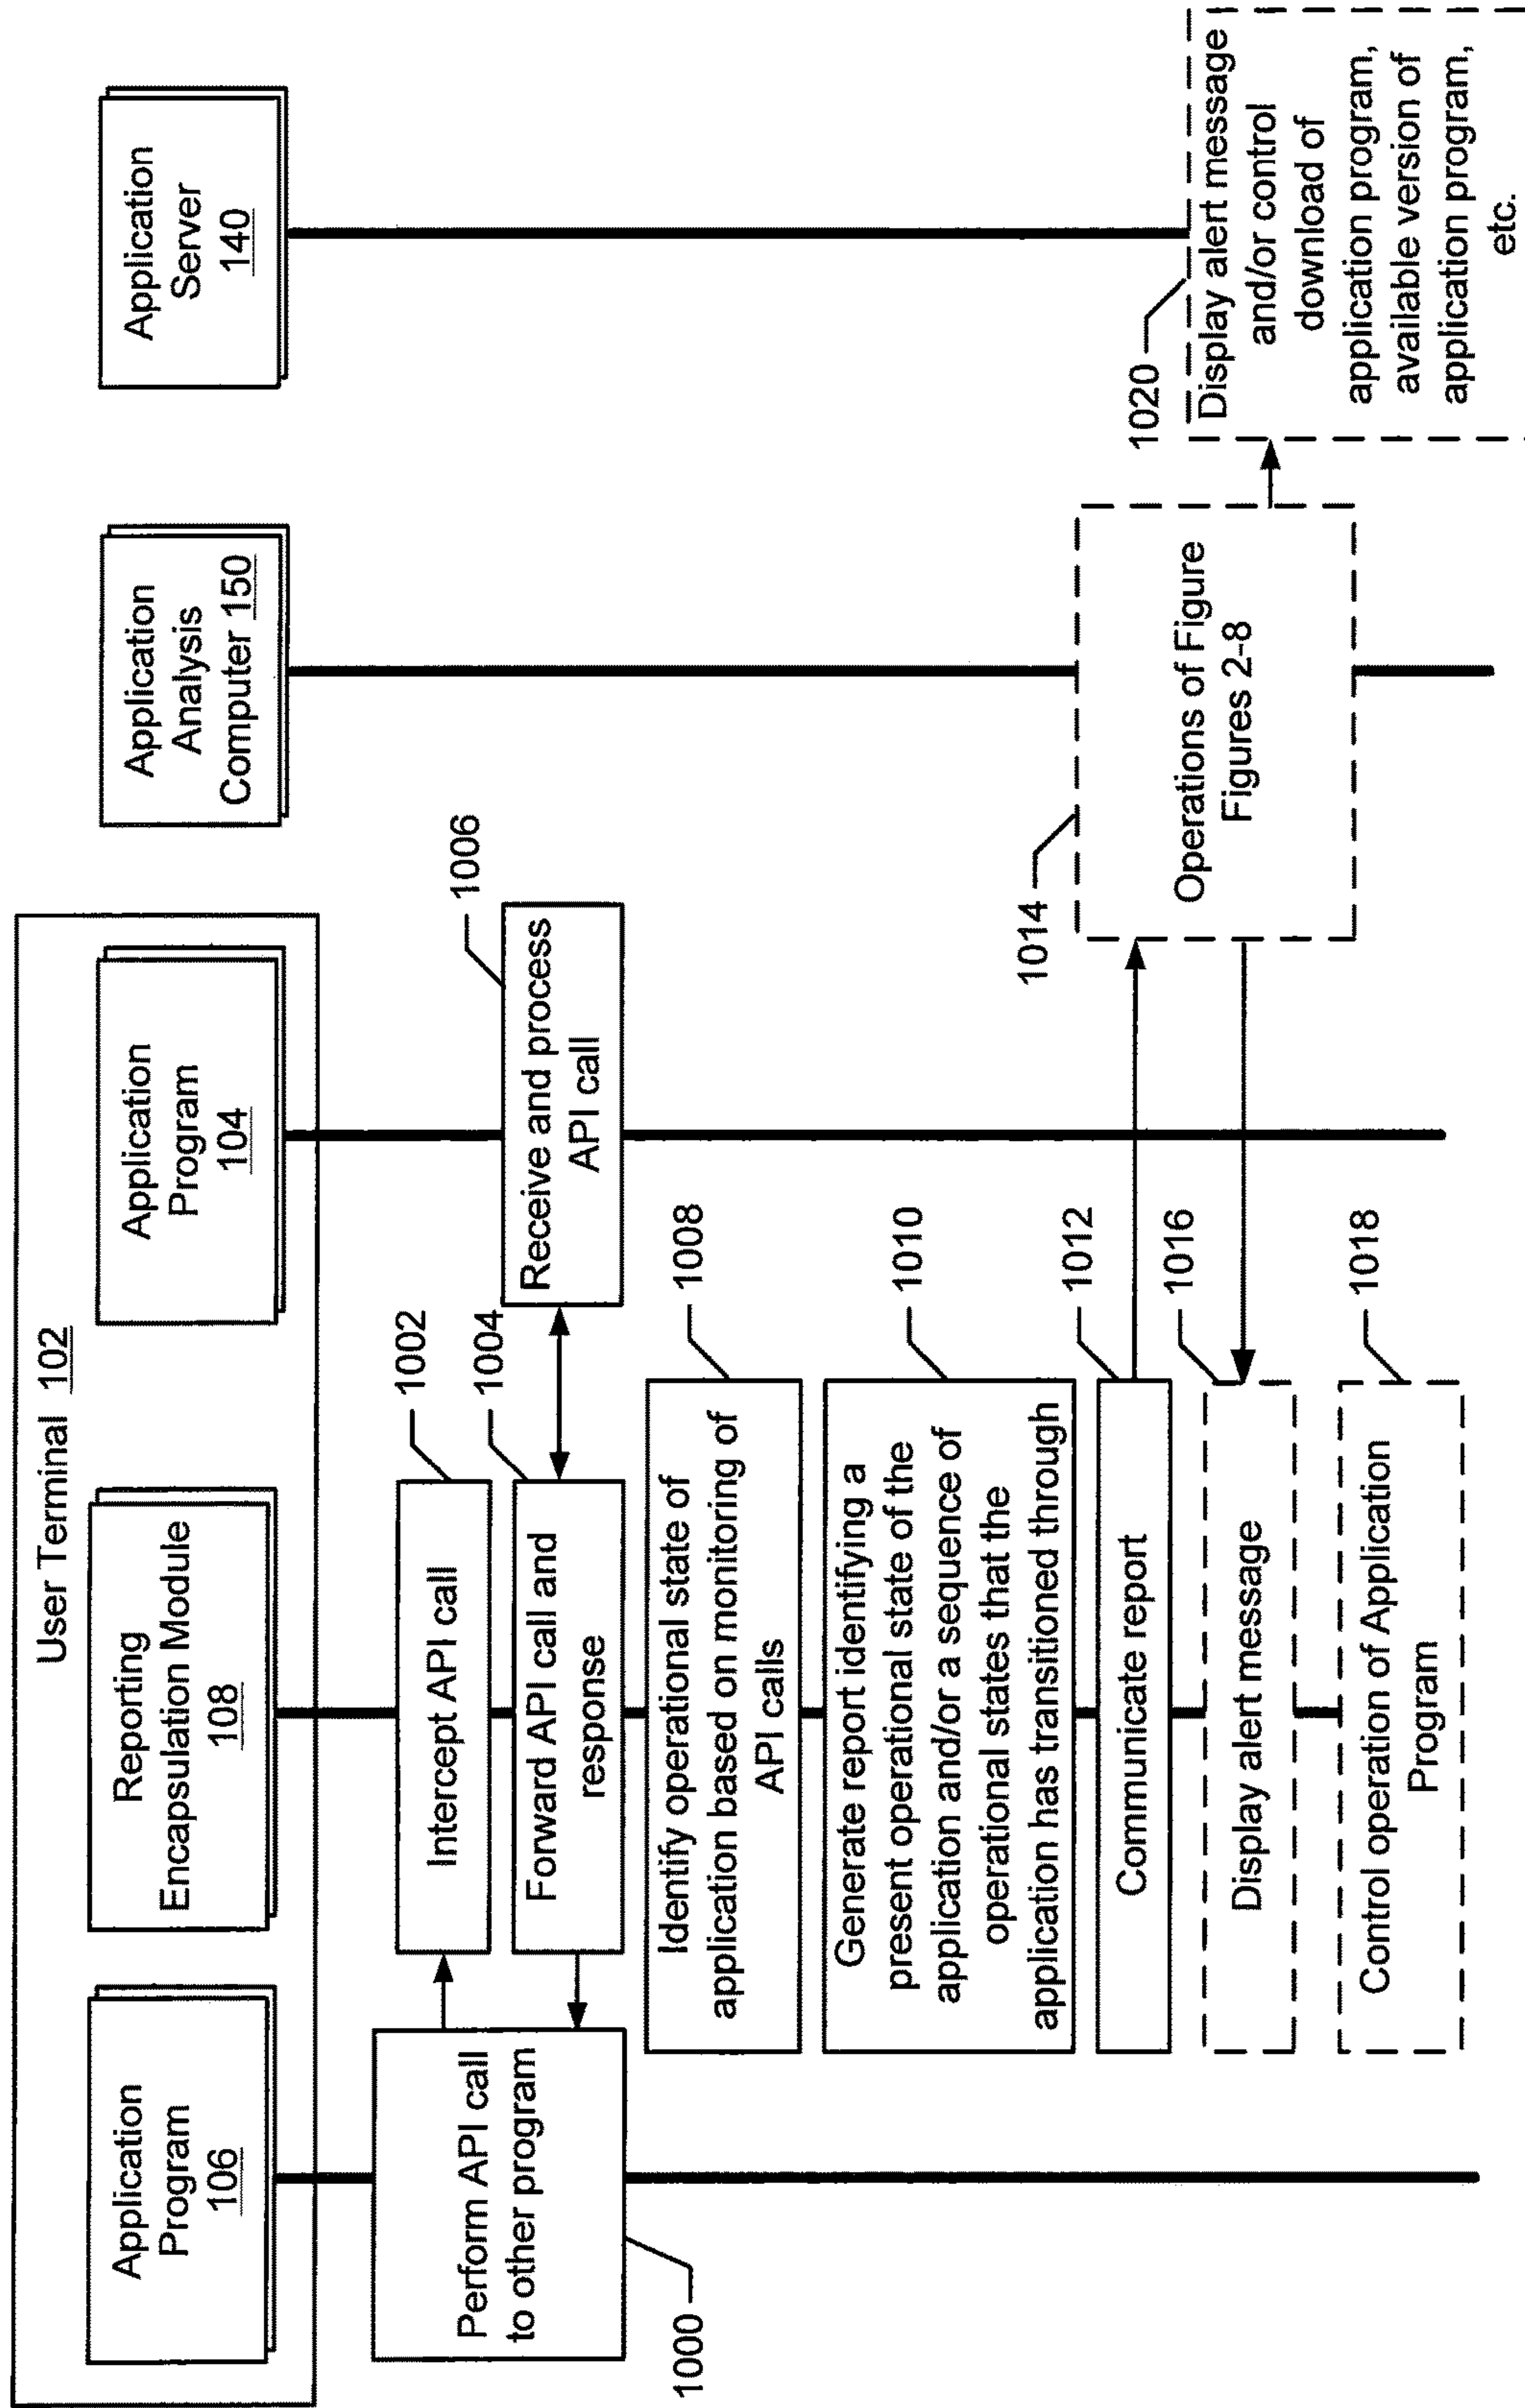 User Terminal 102
Application
Program
106
Reporting
Encapsulation Module
108
Application
Program
104
Application
Analysis
Computer 150
Application
Server
140
Perform API call
to other program
1000
Intercept API call
1002
Forward API call and
response
1004
Receive and process
API call
1006
Identify operational state of
application based on monitoring of
API calls
1008
Generate report identifying a
present operational state of the
application and/or a sequence of
operational states that the
application has transitioned through
1010
Communicate report
1012
Operations of Figure
Figures 2-8
1014
Display alert message
1016
Control operation of Application
Program
1018
Display alert message
and/or control
download of
application program,
available version of
application program,
etc.
1020